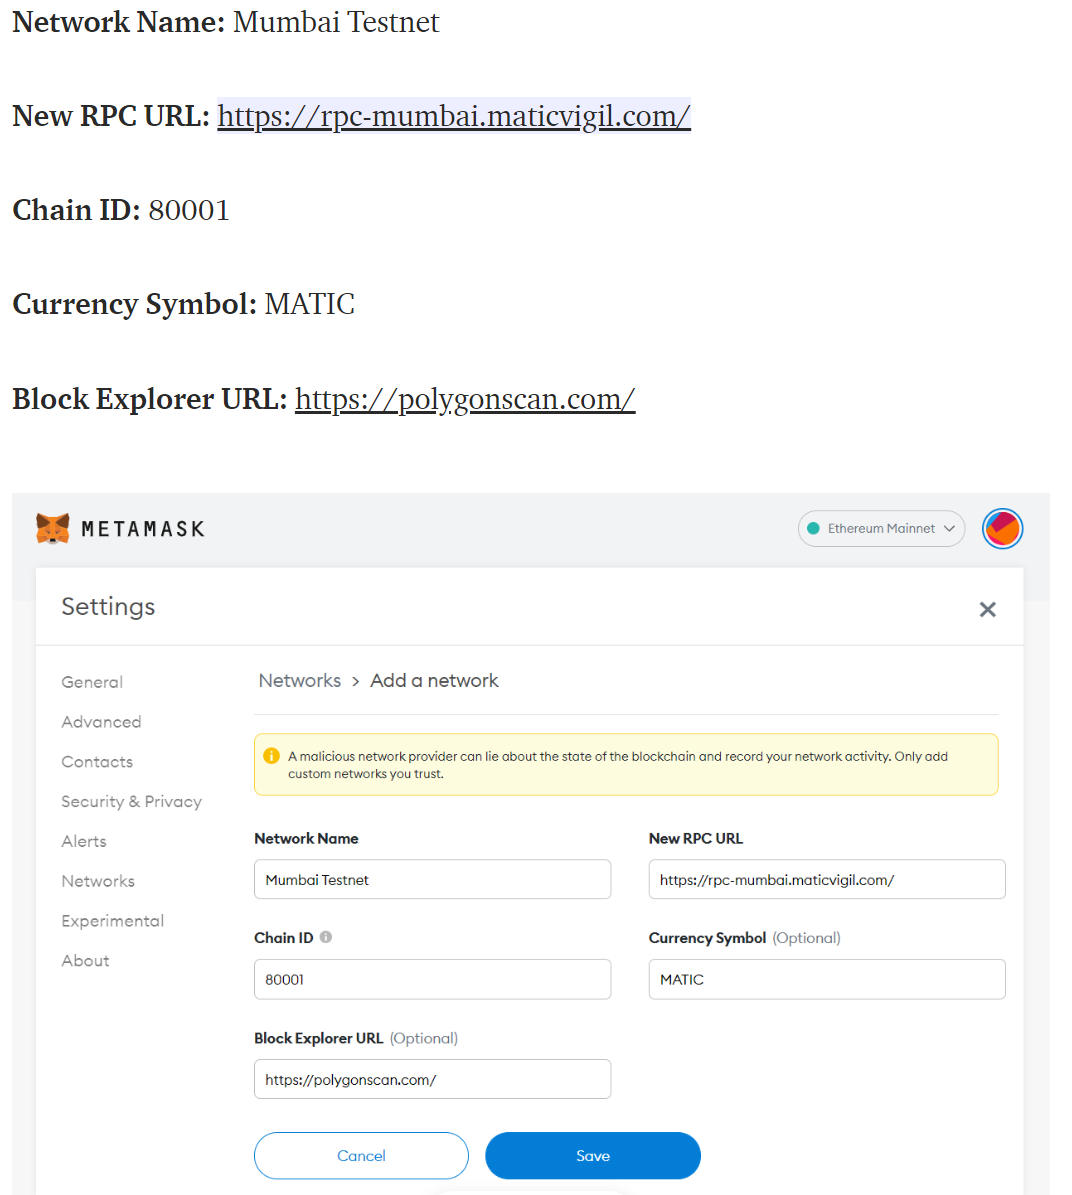 Network Name: Mumbai Testnet
New RPC URL: https://rpc-mumbai.maticvigil.com/
Chain ID: 80001
Currency Symbol: MATIC
Block Explorer URL: https://polygonscan.com/
METAMASK
Ethereum Mainnet
Settings
General
Advanced
Contacts
Security & Privacy
Alerts
Networks
Experimental
About
Networks > Add a network
A malicious network provider can lie about the state of the blockchain and record your network activity. Only add
custom networks you trust.
Network Name
Mumbai Testnet
New RPC URL
https://rpc-mumbai.maticvigil.com/
Chain ID
80001
Currency Symbol (Optional)
MATIC
Block Explorer URL (Optional)
https://polygonscan.com/
Cancel
Save